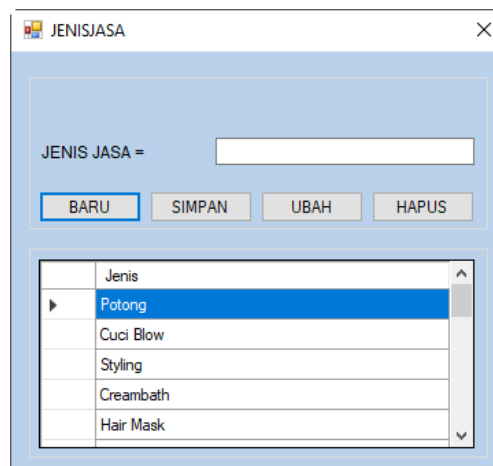 JENISJASA
JENIS JASA =
BARU SIMPAN UBAH HAPUS
Jenis
Potong
Cuci Blow
Styling
Creambath
Hair Mask